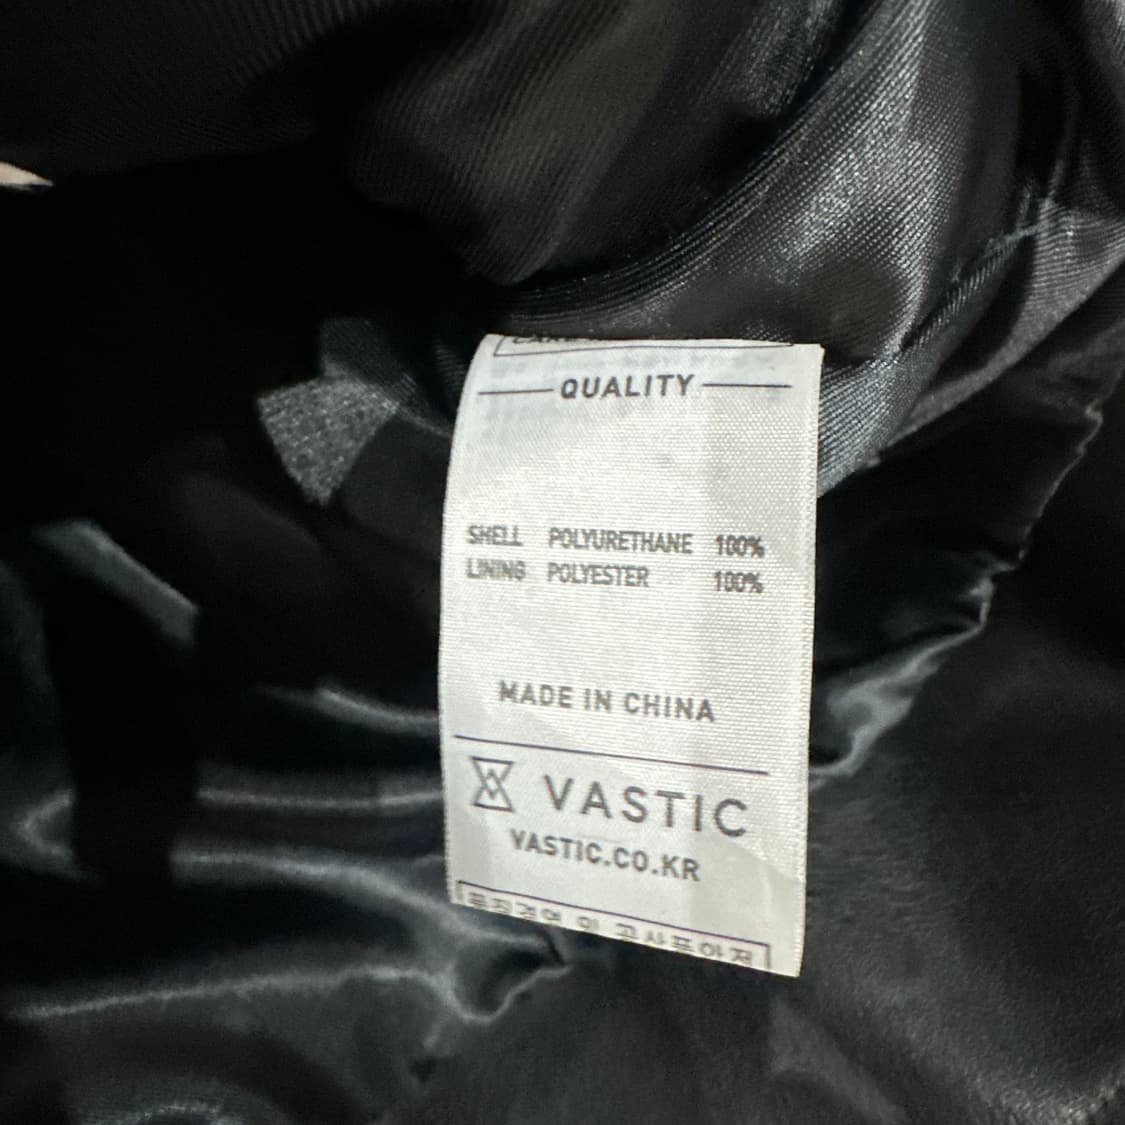 QUALITY
SHELL POLYURETHANE 100%
LINING POLYESTER 100%
MADE IN CHINA
VASTIC
VASTIC.CO.KR